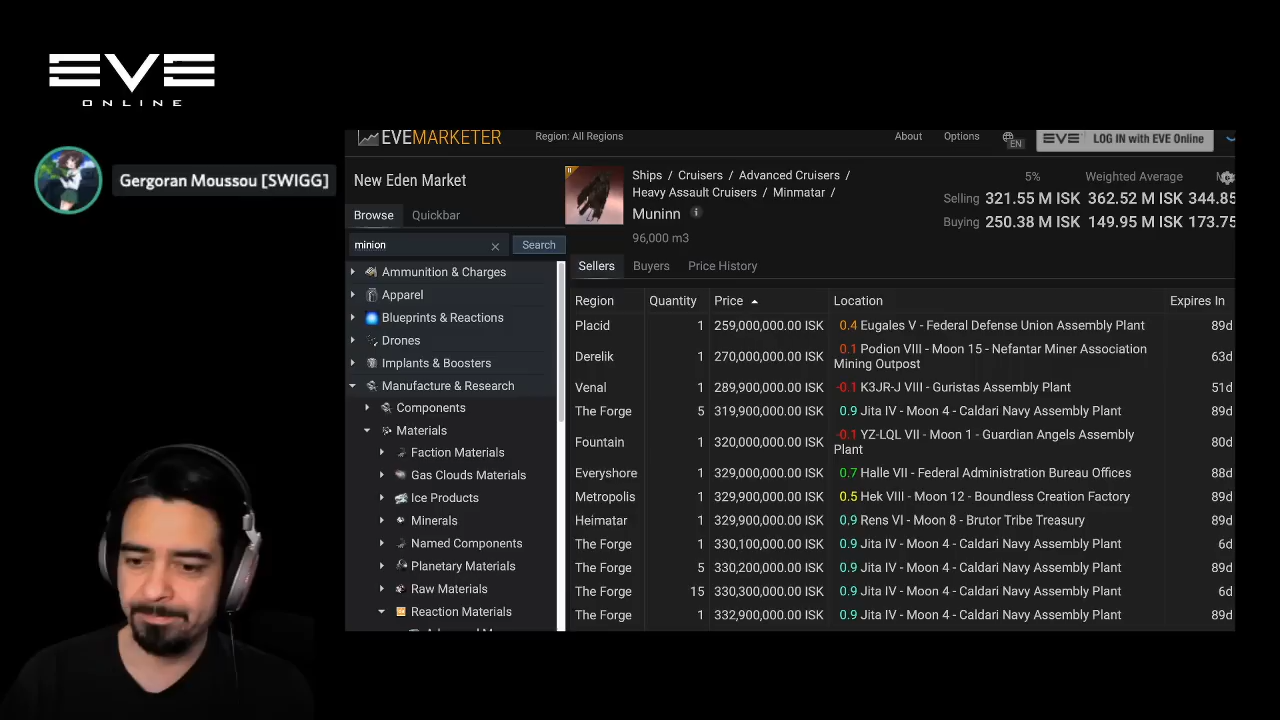 EVE
ONLINE
Gergoran Moussou [SWIGG]
EVEMARKETER
Region: All Regions
About
Options
EN
EVE
LOG IN with EVE Online
New Eden Market
Browse
Quickbar
minion
Search
Ammunition & Charges
Apparel
Blueprints & Reactions
Drones
Implants & Boosters
Manufacture & Research
Components
Materials
Faction Materials
Gas Clouds Materials
Ice Products
Minerals
Named Components
Planetary Materials
Raw Materials
Reaction Materials
Ships / Cruisers / Advanced Cruisers /
Heavy Assault Cruisers / Minmatar /
Muninn
96,000 m3
5% Weighted Average
Selling 321.55 M ISK 362.52 M ISK 344.85
Buying 250.38 M ISK 149.95 M ISK 173.75
Sellers
Buyers
Price History
Region Quantity Price Location Expires In
Placid 1 259,000,000.00 ISK 0.4 Eugales V - Federal Defense Union Assembly Plant 89d
Derelik 1 270,000,000.00 ISK 0.1 Podion VIII - Moon 15 - Nefantar Miner Association 63d
Mining Outpost
Venal 1 289,900,000.00 ISK -0.1 K3JR-J VIII - Guristas Assembly Plant 51d
The Forge 5 319,900,000.00 ISK 0.9 Jita IV - Moon 4 - Caldari Navy Assembly Plant 89d
Fountain 1 320,000,000.00 ISK -0.1 YZ-LQL VII - Moon 1 - Guardian Angels Assembly 80d
Plant
Everyshore 1 329,000,000.00 ISK 0.7 Halle VII - Federal Administration Bureau Offices 88d
Metropolis 1 329,900,000.00 ISK 0.5 Hek VIII - Moon 12 - Boundless Creation Factory 89d
Heimatar 1 329,900,000.00 ISK 0.9 Rens VI - Moon 8 - Brutor Tribe Treasury 89d
The Forge 1 330,100,000.00 ISK 0.9 Jita IV - Moon 4 - Caldari Navy Assembly Plant 6d
The Forge 5 330,200,000.00 ISK 0.9 Jita IV - Moon 4 - Caldari Navy Assembly Plant 89d
The Forge 15 330,300,000.00 ISK 0.9 Jita IV - Moon 4 - Caldari Navy Assembly Plant 6d
The Forge 1 332,900,000.00 ISK 0.9 Jita IV - Moon 4 - Caldari Navy Assembly Plant 89d